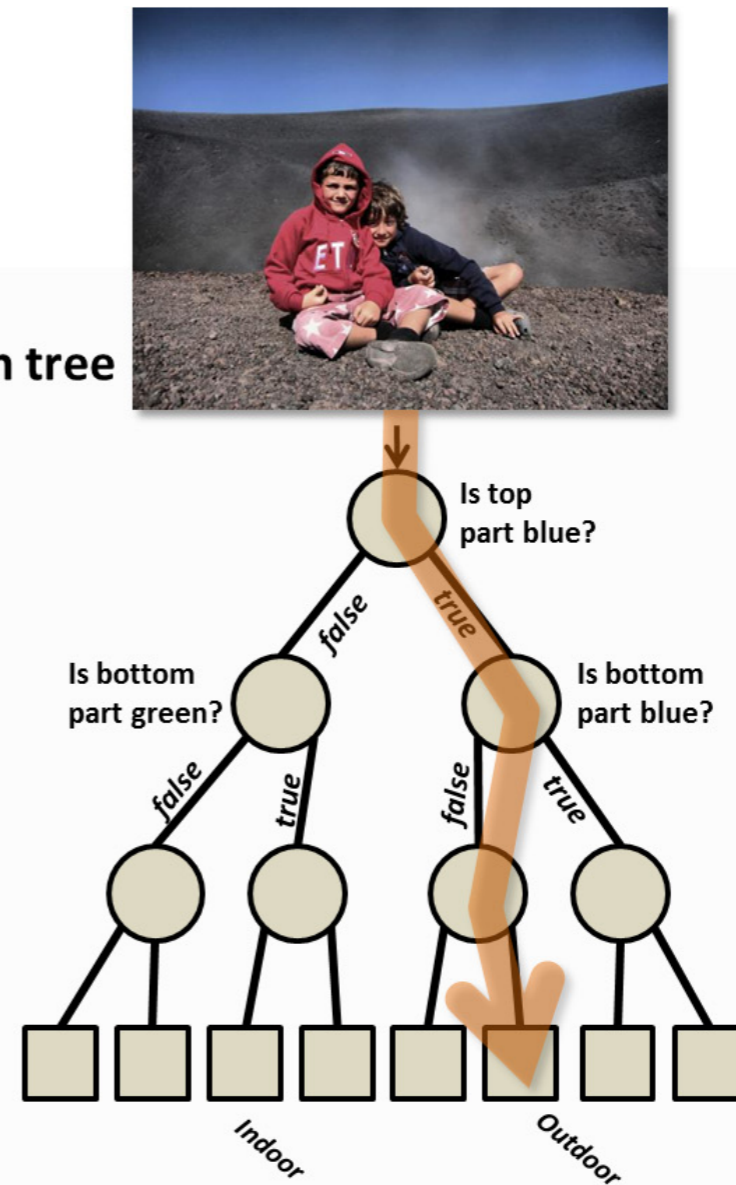 ET
n tree
Is top
part blue?
false
true
Is bottom
part green?
Is bottom
part blue?
false
true
false
true
Indoor
Outdoor